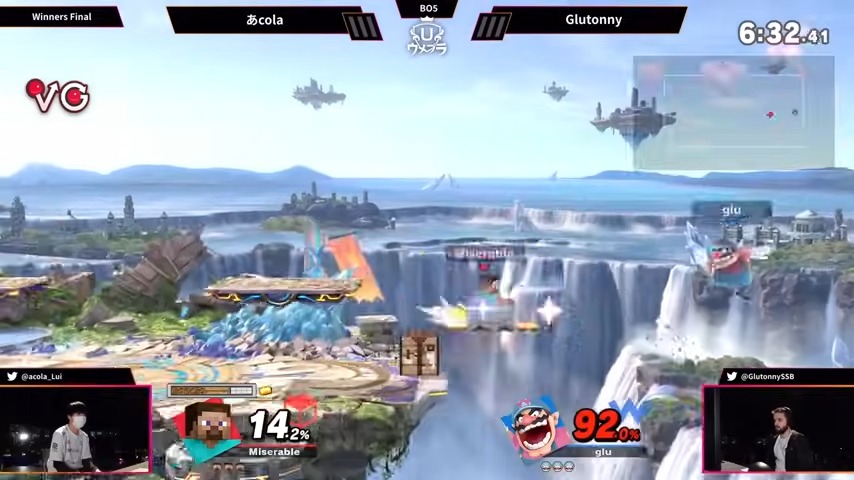 Winners Final
あcola
BO5
Glutonny
U
ウメブラ
6:32.41
VG
glu
@acola_Lui
@GlutonnySSB
14.2%
Miserable
92.0%
glu